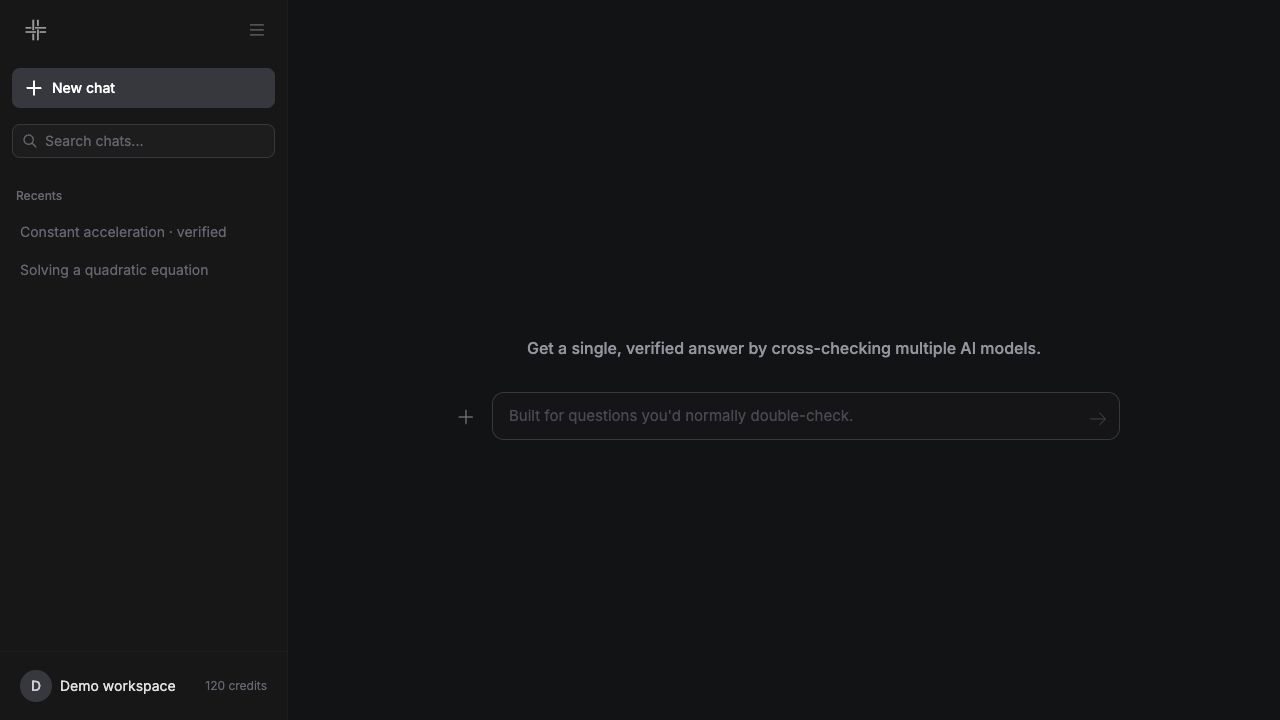 New chat
Search chats...
Recents
Constant acceleration · verified
Solving a quadratic equation
Get a single, verified answer by cross-checking multiple AI models.
Built for questions you'd normally double-check.
D
Demo workspace
120 credits